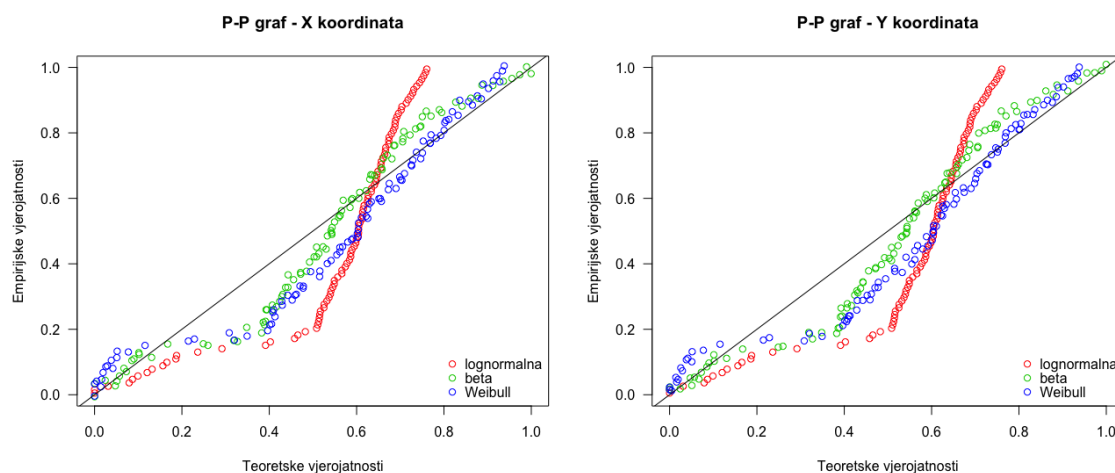 P-P graf - X koordinata
Empirijske vjerojatnosti
1.0
0.8
0.6
0.4
0.2
0.0
lognormalna
beta
Weibull
0.0 0.2 0.4 0.6 0.8 1.0
Teoretske vjerojatnosti
P-P graf - Y koordinata
Empirijske vjerojatnosti
1.0
0.8
0.6
0.4
0.2
0.0
lognormalna
beta
Weibull
0.0 0.2 0.4 0.6 0.8 1.0
Teoretske vjerojatnosti